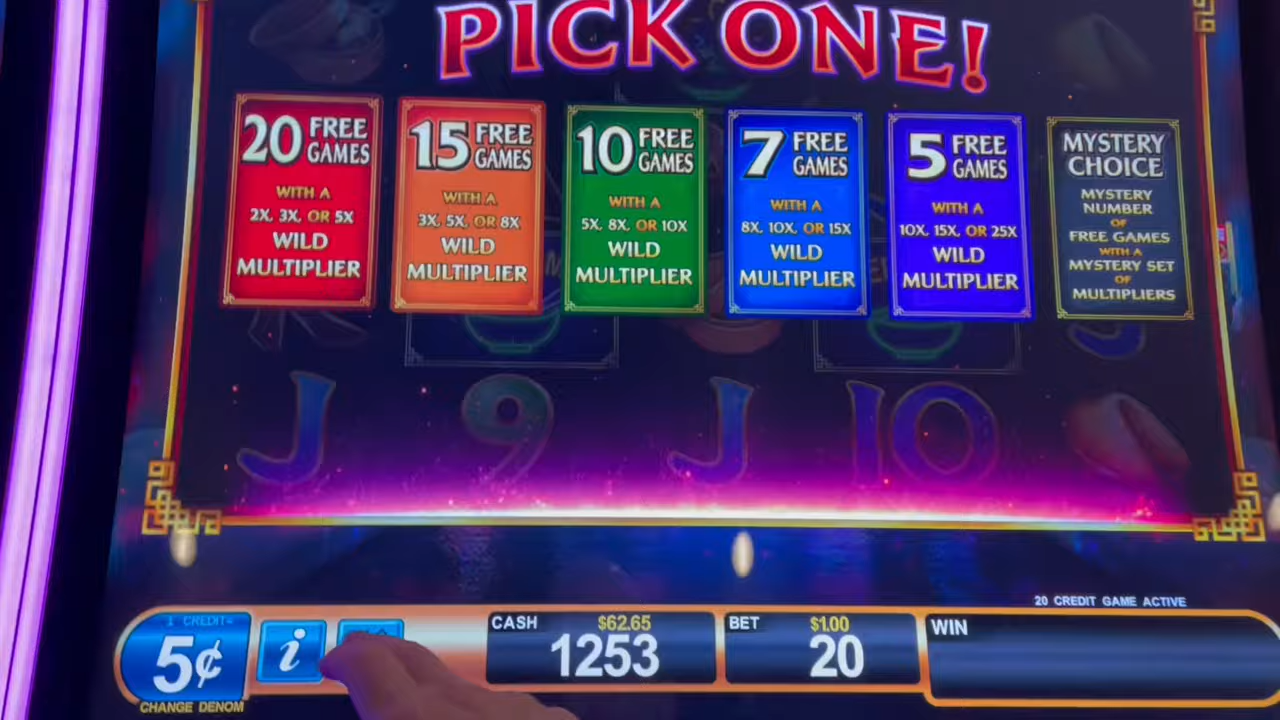 PICK ONE!
20 FREE GAMES
WITH A
2X, 3X, OR 5X
WILD
MULTIPLIER
15 FREE GAMES
WITH A
3X, 5X, OR 8X
WILD
MULTIPLIER
10 FREE GAMES
WITH A
5X, 8X, OR 10X
WILD
MULTIPLIER
7 FREE GAMES
WITH A
8X, 10X, OR 15X
WILD
MULTIPLIER
5 FREE GAMES
WITH A
10X, 15X, OR 25X
WILD
MULTIPLIER
MYSTERY
CHOICE
MYSTERY
NUMBER
OF
FREE GAMES
WITH A
MYSTERY SET
OF
MULTIPLIERS
J 9 J 10
20 CREDIT GAME ACTIVE
1 CREDIT=
5¢
CHANGE DENOM
i
CASH $62.65
1253
BET $1.00
20
WIN